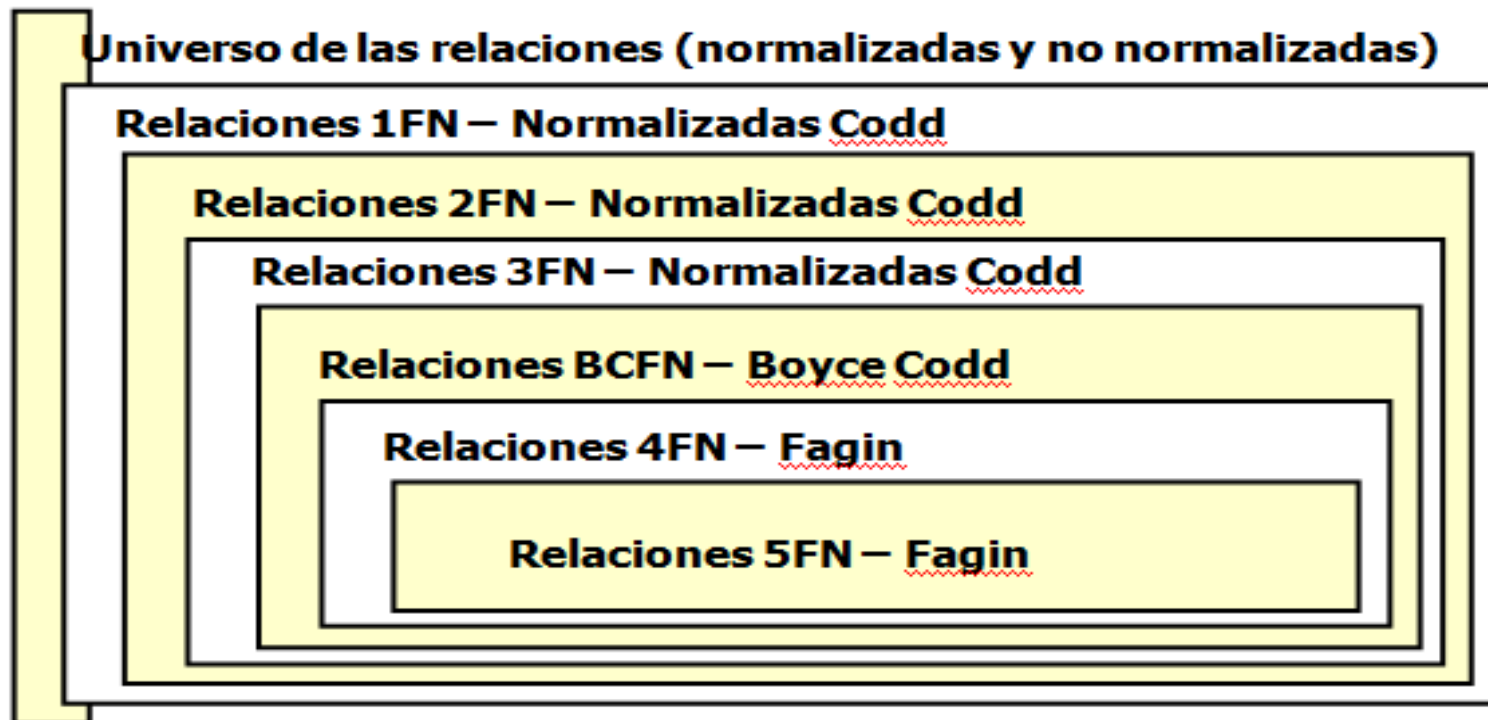 Universo de las relaciones (normalizadas y no normalizadas)
Relaciones 1FN – Normalizadas Codd
Relaciones 2FN – Normalizadas Codd
Relaciones 3FN – Normalizadas Codd
Relaciones BCFN – Boyce Codd
Relaciones 4FN – Fagin
Relaciones 5FN – Fagin